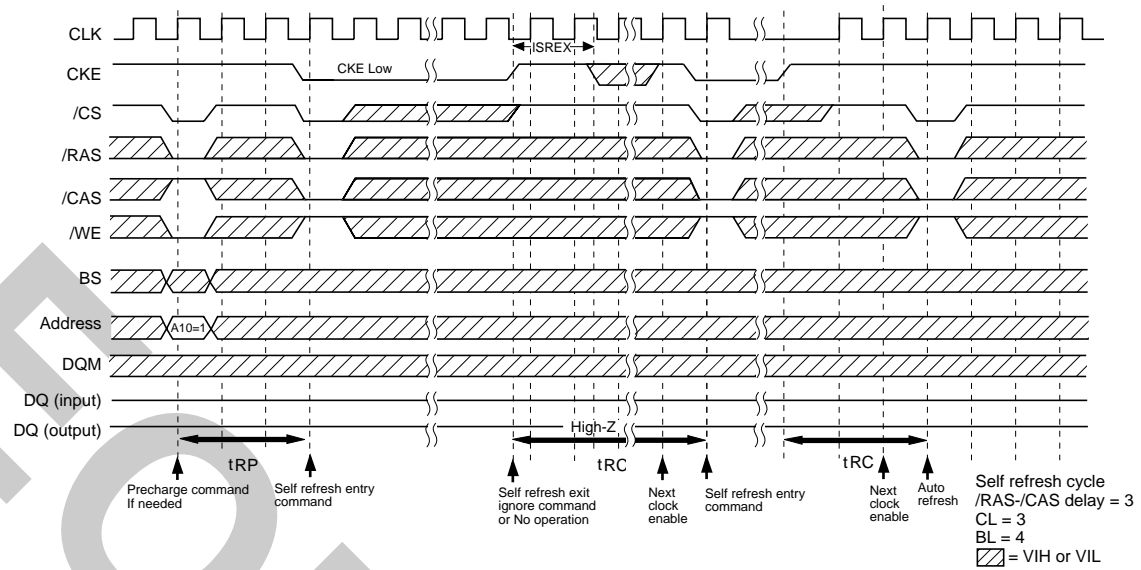 CLK
ISREX
CKE
CKE Low
/CS
/RAS
/CAS
/WE
BS
Address
A10=1
DQM
DQ (input)
DQ (output)
High-Z
tRP
tRC
tRC
Precharge command
If needed
Self refresh entry
command
Self refresh exit
ignore command
or No operation
Next
clock
enable
Self refresh entry
command
Next
clock
enable
Auto
refresh
Self refresh cycle
/RAS-/CAS delay = 3
CL = 3
BL = 4
= VIH or VIL